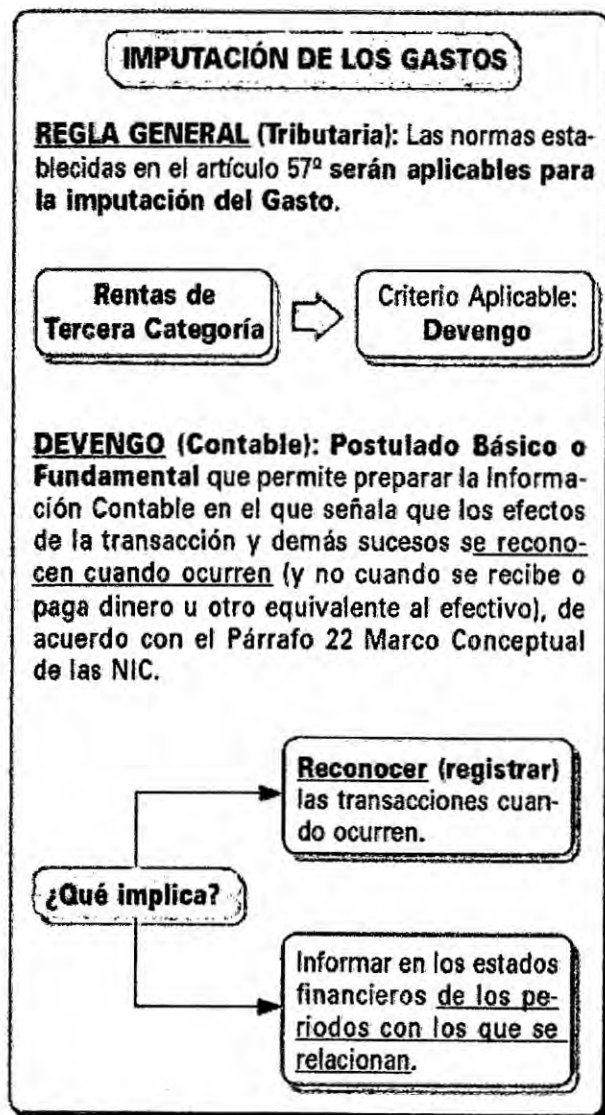 IMPUTACIÓN DE LOS GASTOS
REGLA GENERAL (Tributaria): Las normas esta-
blecidas en el artículo 57º serán aplicables para
la imputación del Gasto.
Rentas de
Tercera Categoría
Criterio Aplicable:
Devengo
DEVENGO (Contable): Postulado Básico o
Fundamental que permite preparar la Informa-
ción Contable en el que señala que los efectos
de la transacción y demás sucesos se recono-
cen cuando ocurren (y no cuando se recibe o
paga dinero u otro equivalente al efectivo), de
acuerdo con el Párrafo 22 Marco Conceptual
de las NIC.
Reconocer (registrar)
las transacciones cuan-
do ocurren.
¿Qué implica?
Informar en los estados
financieros de los pe-
riodos con los que se
relacionan.